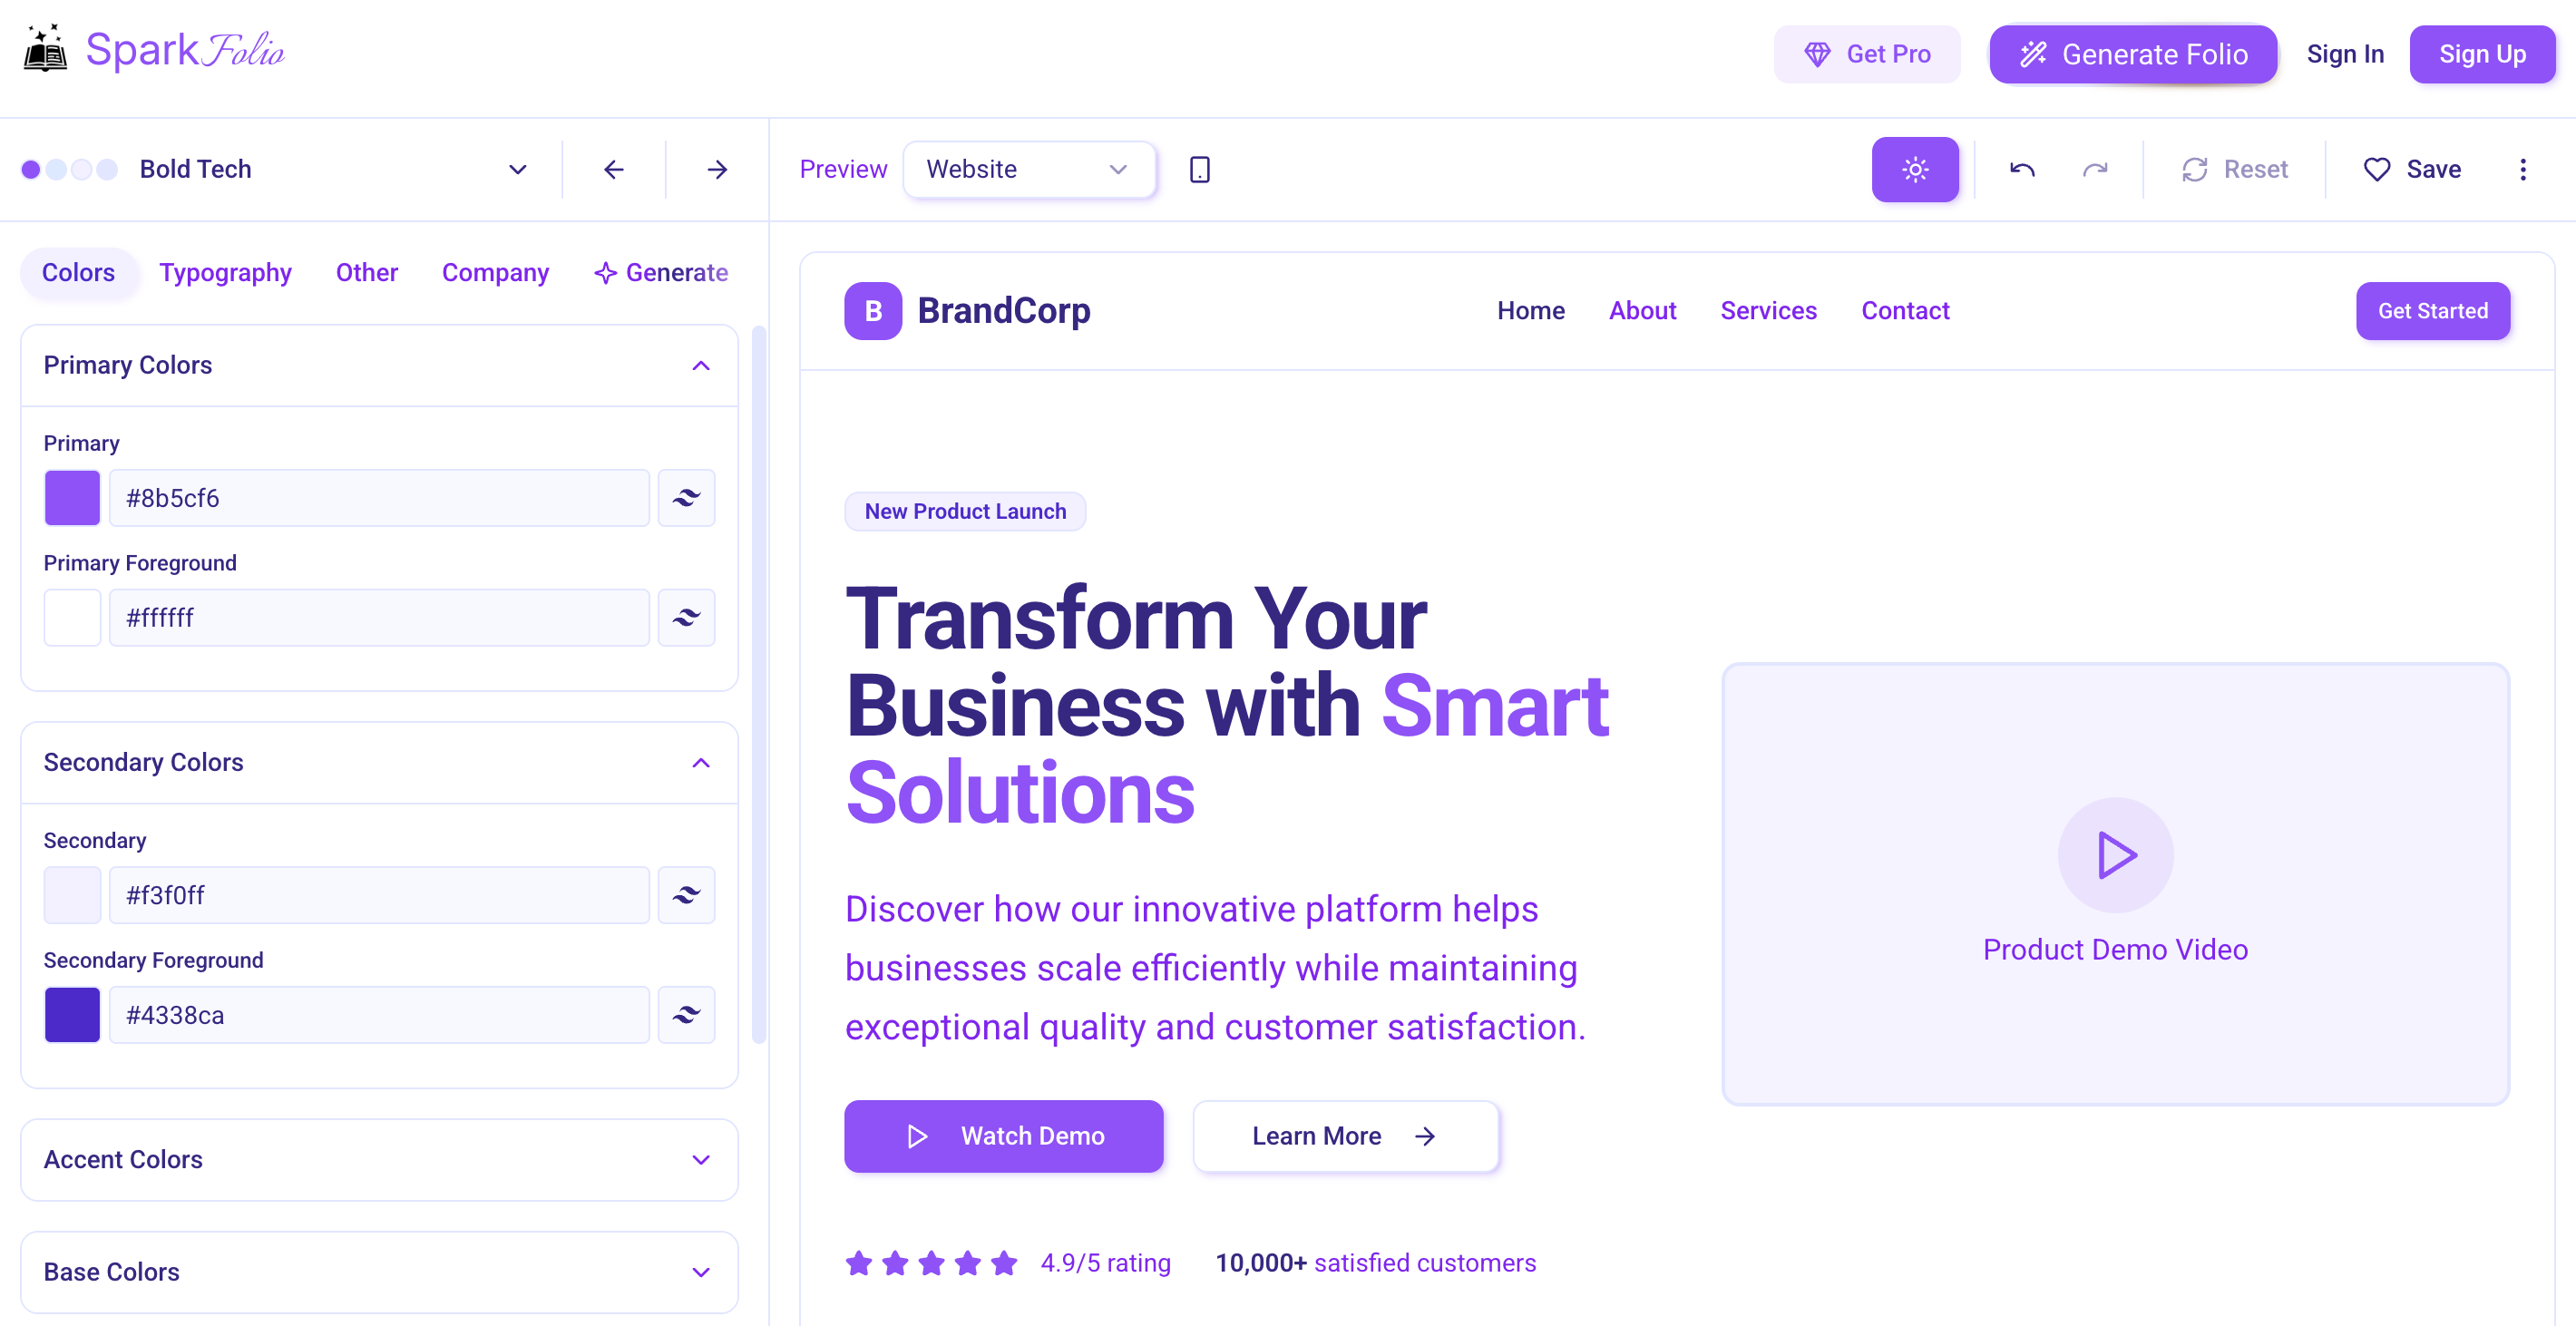 SparkFolio
Get Pro
Generate Folio
Sign In
Sign Up
Bold Tech
Preview
Website
Reset
Save
Colors
Typography
Other
Company
Generate
Primary Colors
Primary
#8b5cf6
Primary Foreground
#ffffff
Secondary Colors
Secondary
#f3f0ff
Secondary Foreground
#4338ca
Accent Colors
Base Colors
B
BrandCorp
Home
About
Services
Contact
Get Started
New Product Launch
Transform Your
Business with Smart
Solutions
Discover how our innovative platform helps
businesses scale efficiently while maintaining
exceptional quality and customer satisfaction.
Watch Demo
Learn More
4.9/5 rating
10,000+ satisfied customers
Product Demo Video